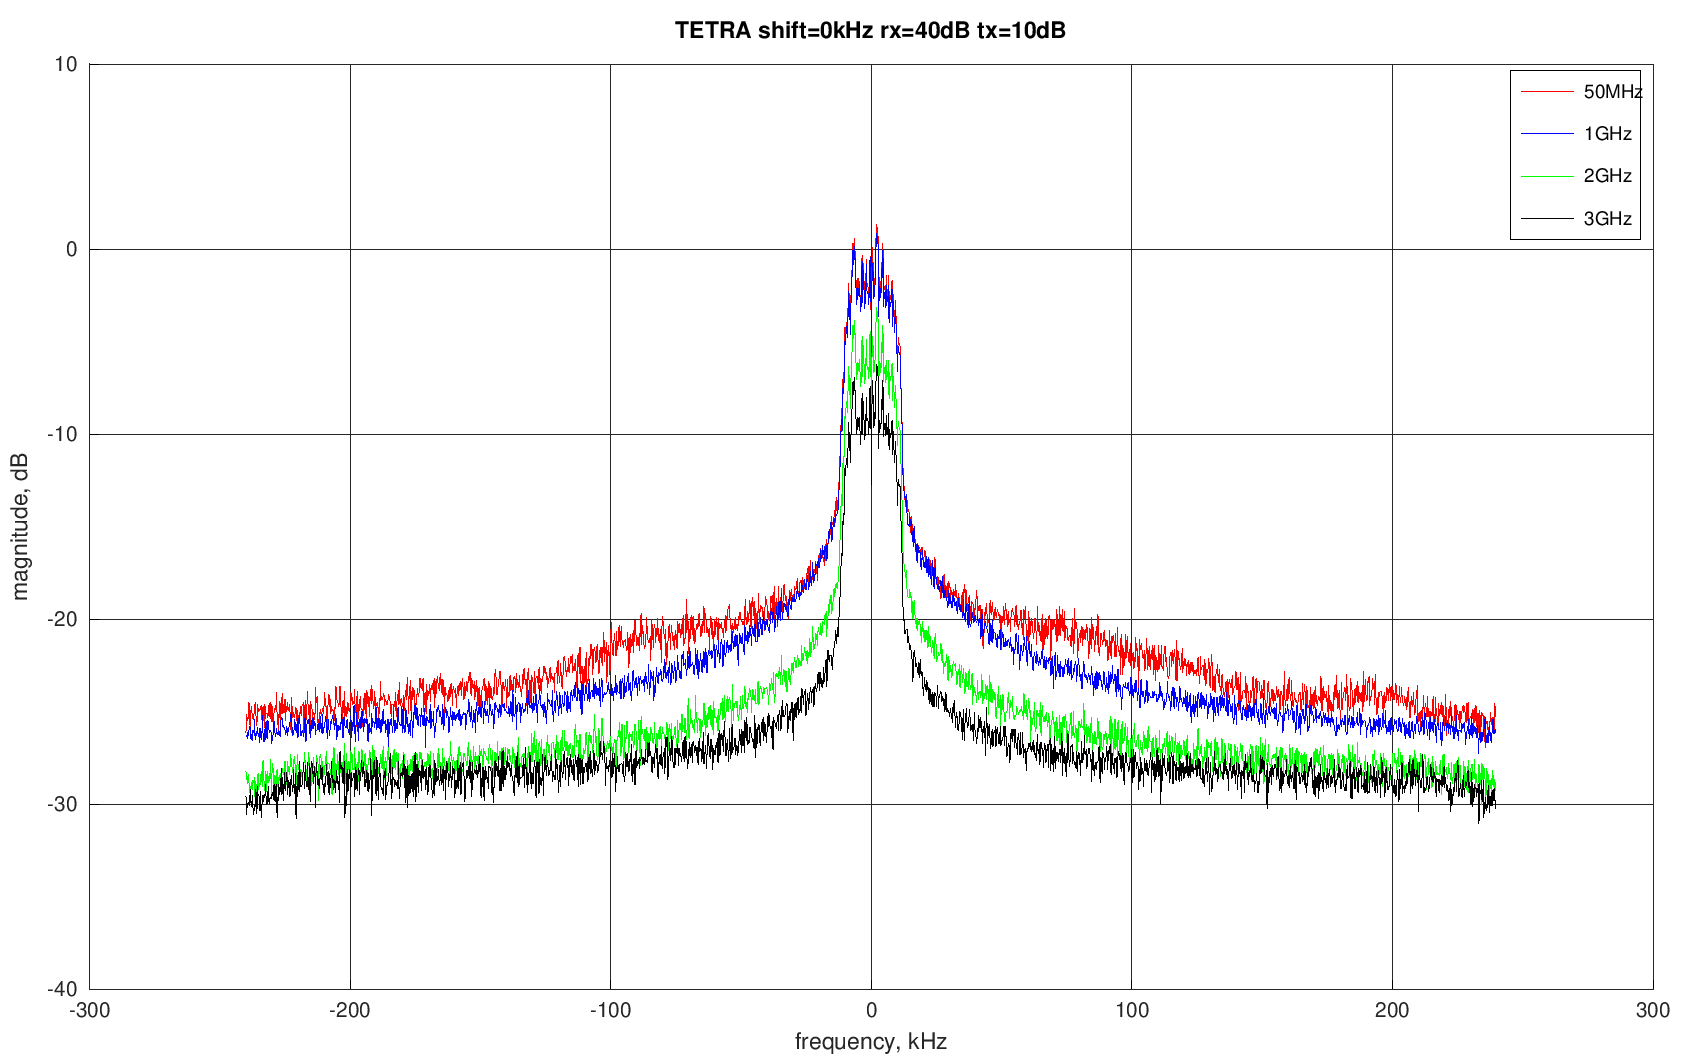 TETRA shift=0kHz rx=40dB tx=10dB
10
0
-10
-20
-30
-40
magnitude, dB
50MHz
1GHz
2GHz
3GHz
-300
-200
-100
0
100
200
300
frequency, kHz